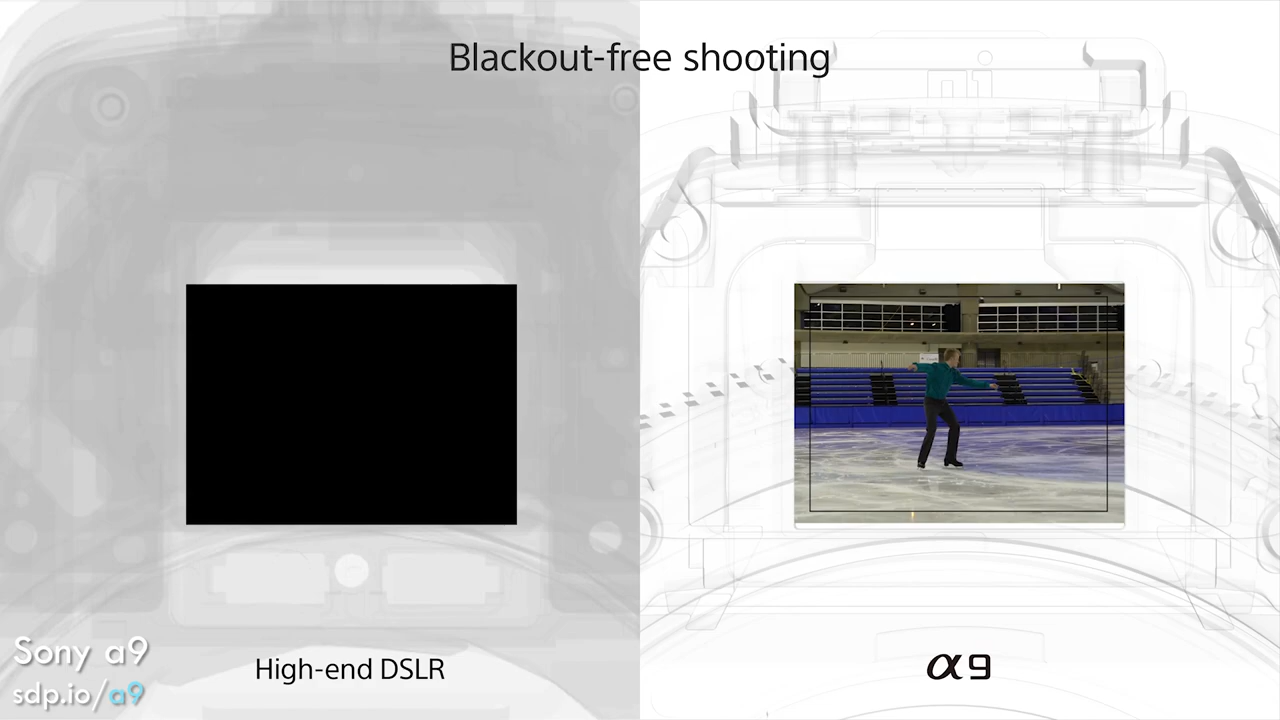 Blackout-free shooting
High-end DSLR
α9
Sony a9
sdp.io/a9